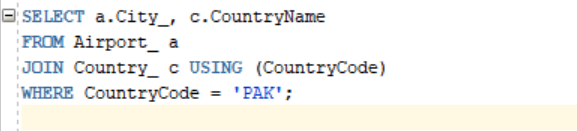 SELECT a.City_, c.CountryName
FROM Airport_ a
JOIN Country_ c USING (CountryCode)
WHERE CountryCode = 'PAK';